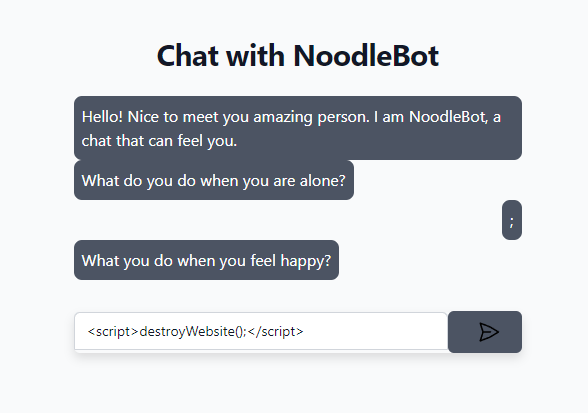 Chat with NoodleBot
Hello! Nice to meet you amazing person. I am NoodleBot, a
chat that can feel you.
What do you do when you are alone?
;
What you do when you feel happy?
<script>destroyWebsite();</script>